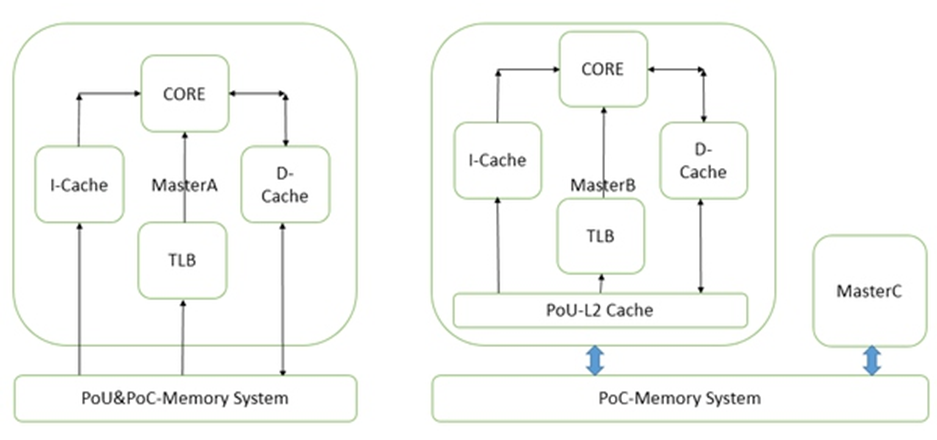 CORE
I-Cache
MasterA
D-
Cache
TLB
PoU&PoC-Memory System
CORE
I-Cache
MasterB
D-
Cache
TLB
PoU-L2 Cache
MasterC
PoC-Memory System